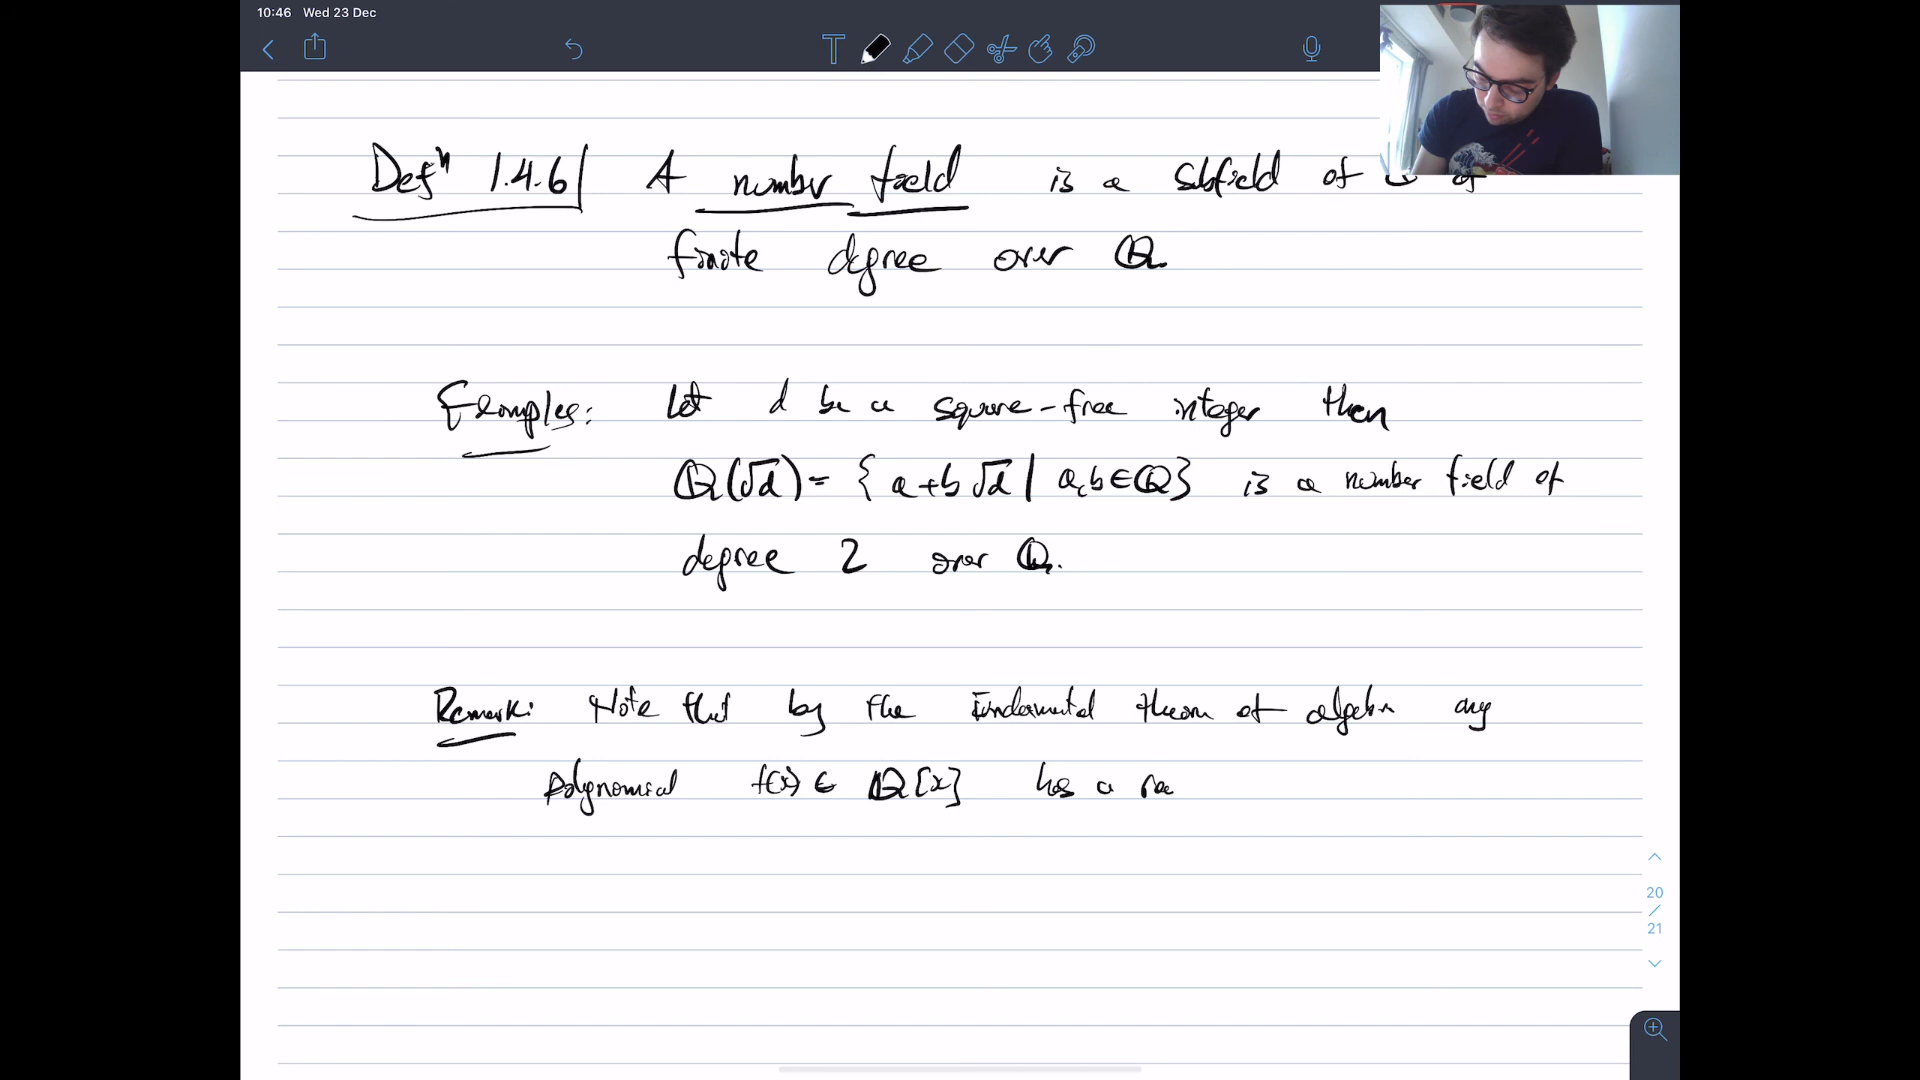 10:46 Wed 23 Dec
Defⁿ 1.4.6 A number field is a subfield of of
finite degree over ℚ
Examples: Let d be a square-free integer then
ℚ(√d) = { a+b√d | a,b∈ℚ} is a number field of
degree 2 over ℚ.
Remark: Note that by the Fundamental theorem of algebra any
polynomial f(x) ∈ ℚ[x] has a
20
/
21